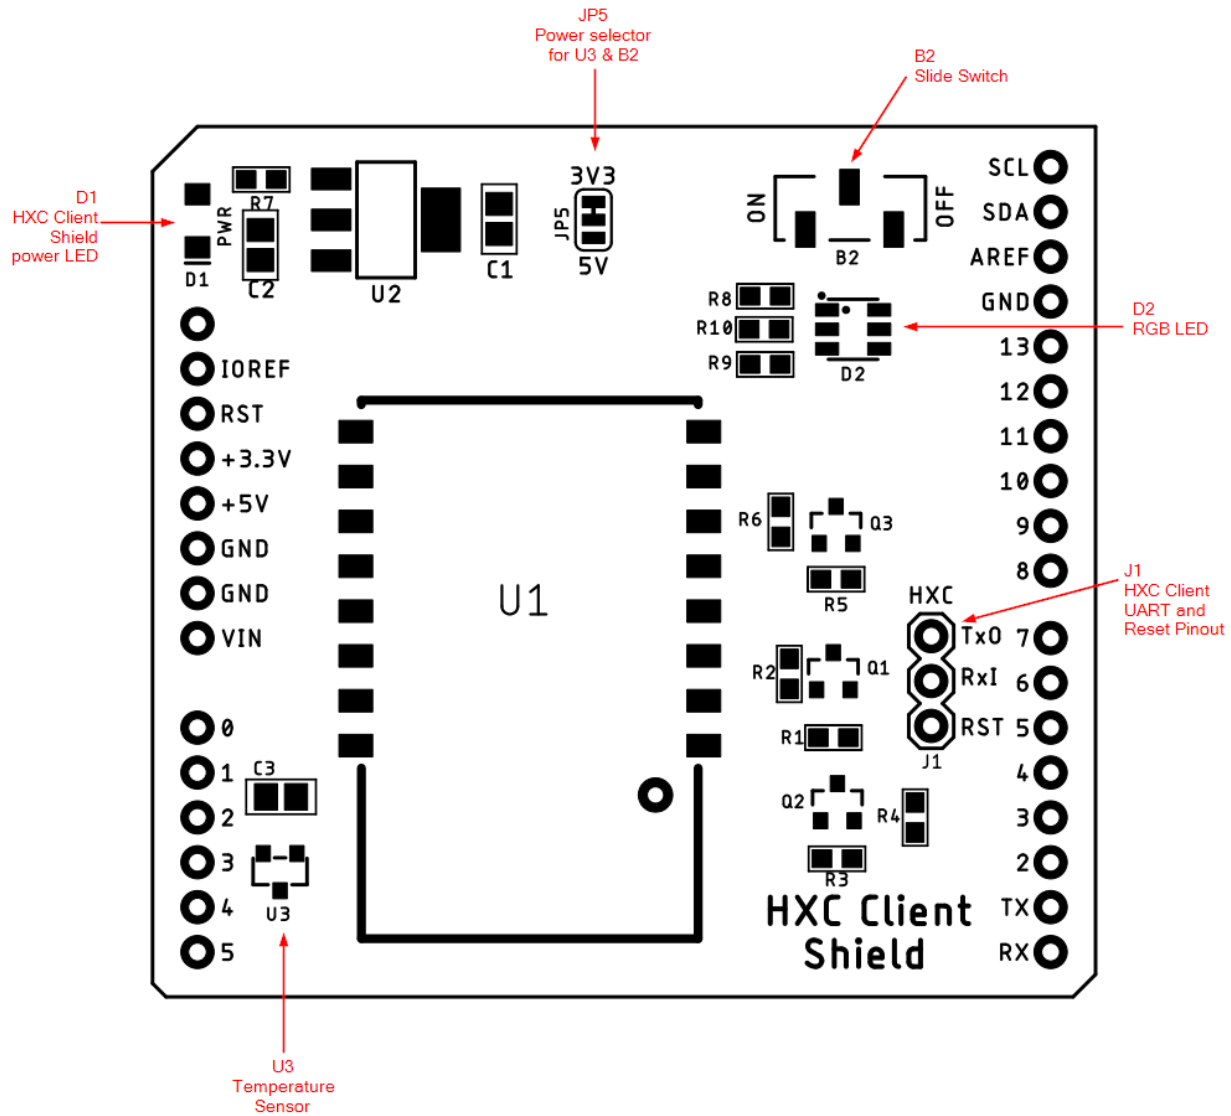 JP5
Power selector
for U3 & B2
B2
Slide Switch
D1
HXC Client
Shield
power LED
D2
RGB LED
J1
HXC Client
UART and
Reset Pinout
U3
Temperature
Sensor
R7
PWR
D1
C2
U2
C1
3V3
JP5
5V
ON
OFF
B2
R8
R10
R9
D2
IOREF
RST
+3.3V
+5V
GND
GND
VIN
0
1
2
3
4
5
C3
U3
U1
R6
Q3
R5
R2
Q1
R1
Q2
R4
R3
HXC
TxO
RxI
RST
J1
SCL
SDA
AREF
GND
13
12
11
10
9
8
7
6
5
4
3
2
TX
RX
HXC Client
Shield